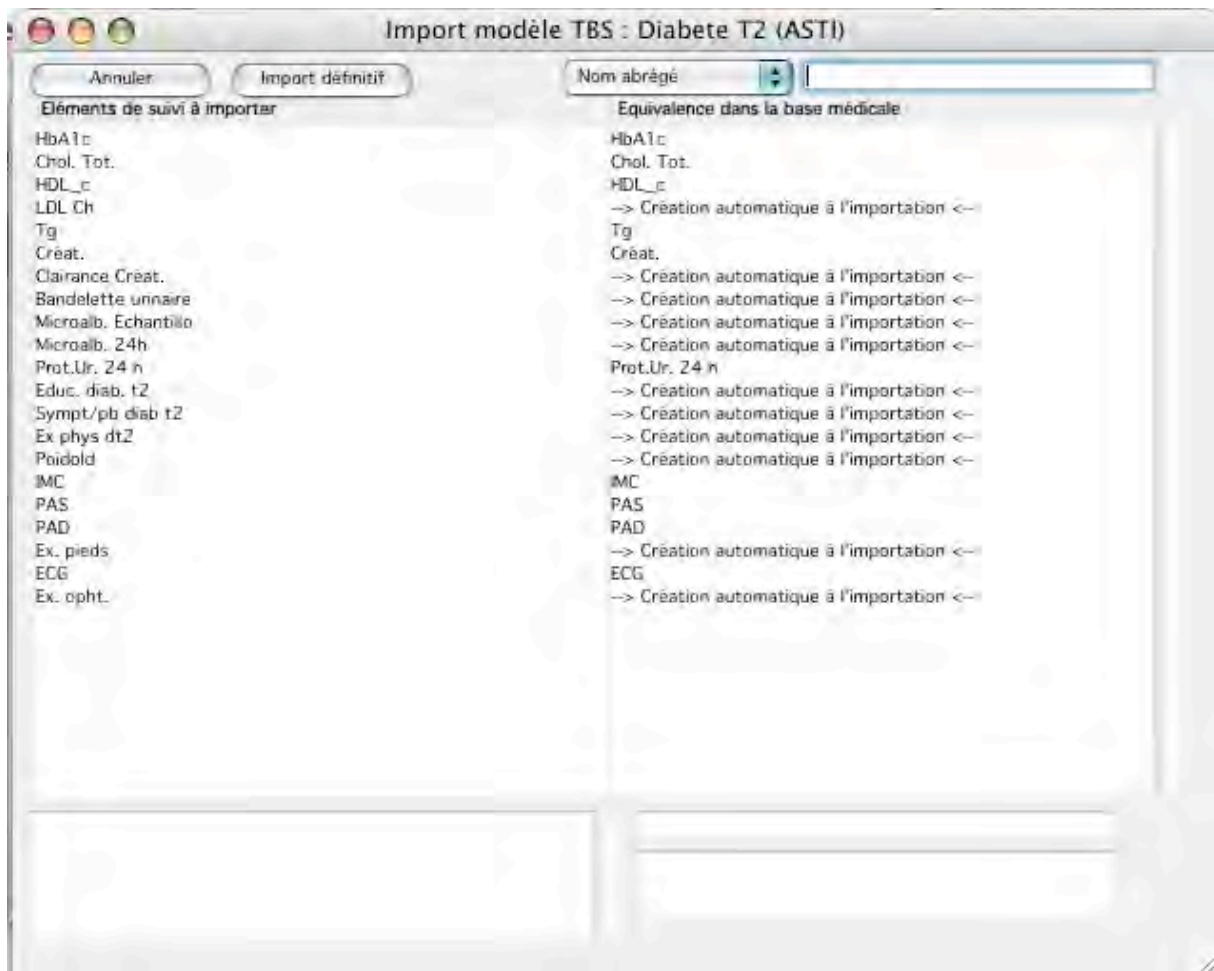 Import modèle TBS : Diabete T2 (ASTI)
Annuler Import définitif Nom abrégé
Eléments de suivi à importer Equivalence dans la base médicale
HbA1c HbA1c
Chol. Tot. Chol. Tot.
HDL_c HDL_c
LDL Ch --> Création automatique à l'importation <--
Tg Tg
Créat. Créat.
Clairance Créat. --> Création automatique à l'importation <--
Bandelette urinaire --> Création automatique à l'importation <--
Microalb. Echantillo --> Création automatique à l'importation <--
Microalb. 24h --> Création automatique à l'importation <--
Prot.Ur. 24 h Prot.Ur. 24 h
Educ. diab. t2 --> Création automatique à l'importation <--
Sympt/pb diab t2 --> Création automatique à l'importation <--
Ex phys dt2 --> Création automatique à l'importation <--
Poidold --> Création automatique à l'importation <--
IMC IMC
PAS PAS
PAD PAD
Ex. pieds --> Création automatique à l'importation <--
ECG ECG
Ex. opht. --> Création automatique à l'importation <--